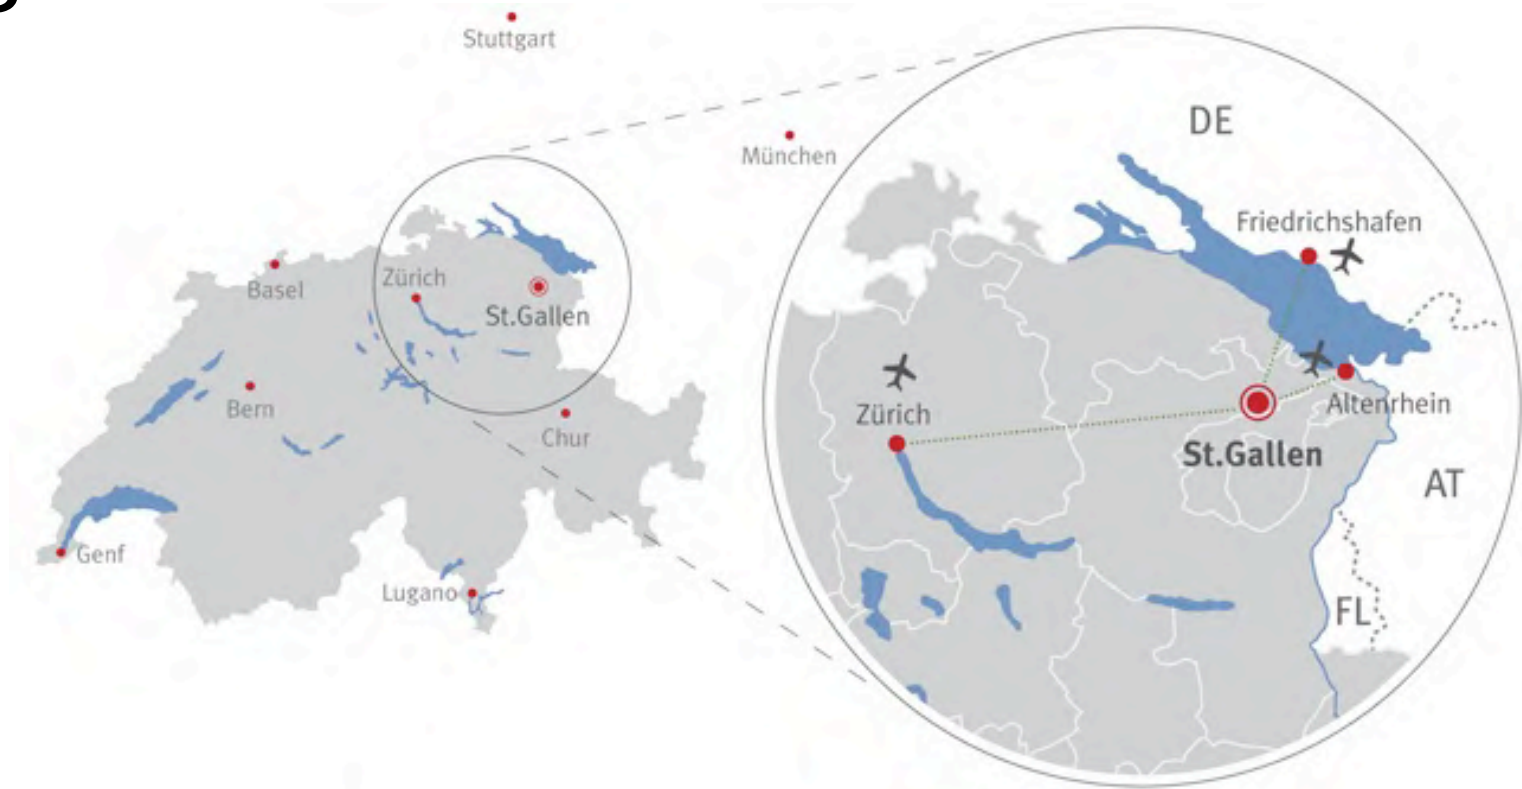 Stuttgart
München
Basel
Zürich
St.Gallen
Bern
Chur
Genf
Lugano
DE
Friedrichshafen
Zürich
Altenrhein
St.Gallen
AT
FL